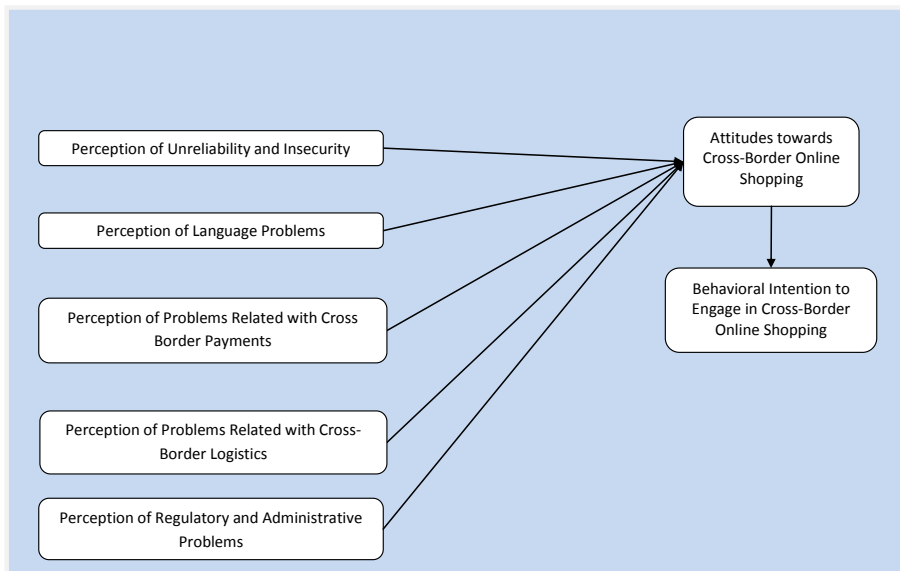 Perception of Unreliability and Insecurity
Perception of Language Problems
Perception of Problems Related with Cross
Border Payments
Perception of Problems Related with Cross-
Border Logistics
Perception of Regulatory and Administrative
Problems
Attitudes towards
Cross-Border Online
Shopping
Behavioral Intention to
Engage in Cross-Border
Online Shopping